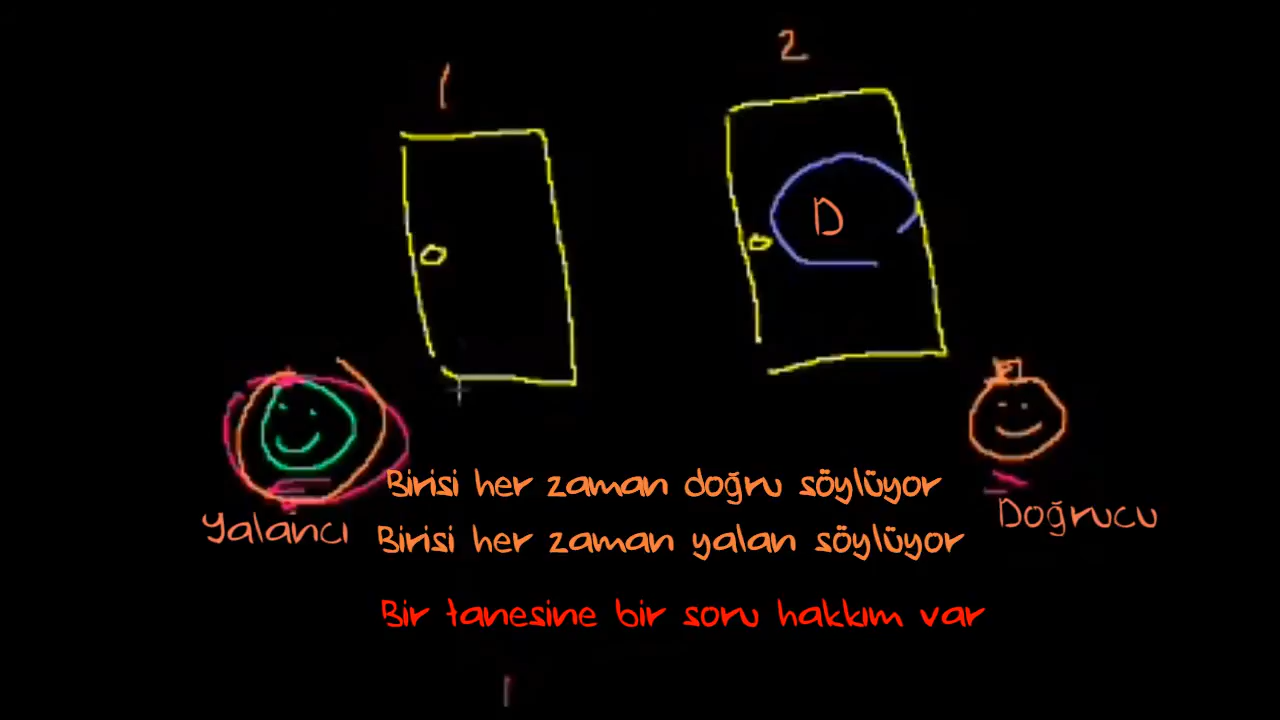 1
2
D
Yalancı
Doğrucu
Birisi her zaman doğru söylüyor
Birisi her zaman yalan söylüyor
Bir tanesine bir soru hakkım var
1